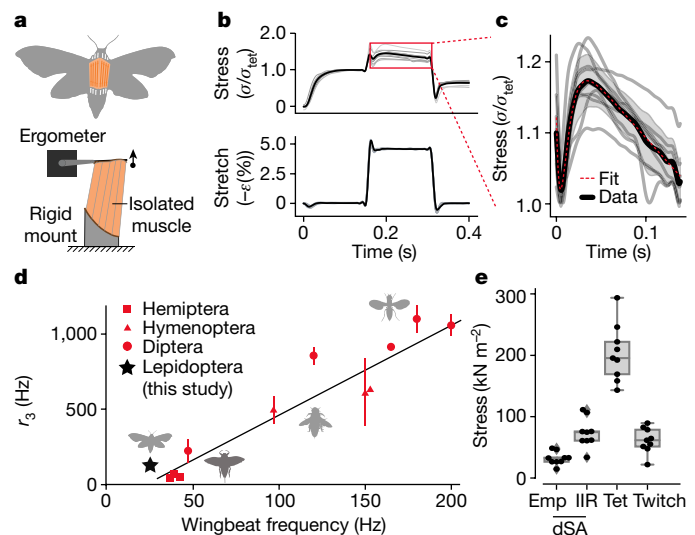 a
Ergometer
Rigid mount
Isolated muscle
b
Stress (σ/σtet)
2
1
0
Stretch (–ε(%))
5.0
2.5
0
0
0.2
0.4
Time (s)
c
Stress (σ/σtet)
1.2
1.1
1.0
Fit
Data
0
0.1
Time (s)
d
r3 (Hz)
1,000
500
0
Hemiptera
Hymenoptera
Diptera
Lepidoptera
(this study)
0
50
100
150
200
Wingbeat frequency (Hz)
e
Stress (kN m–2)
300
200
100
0
Emp IIR Tet Twitch
dSA